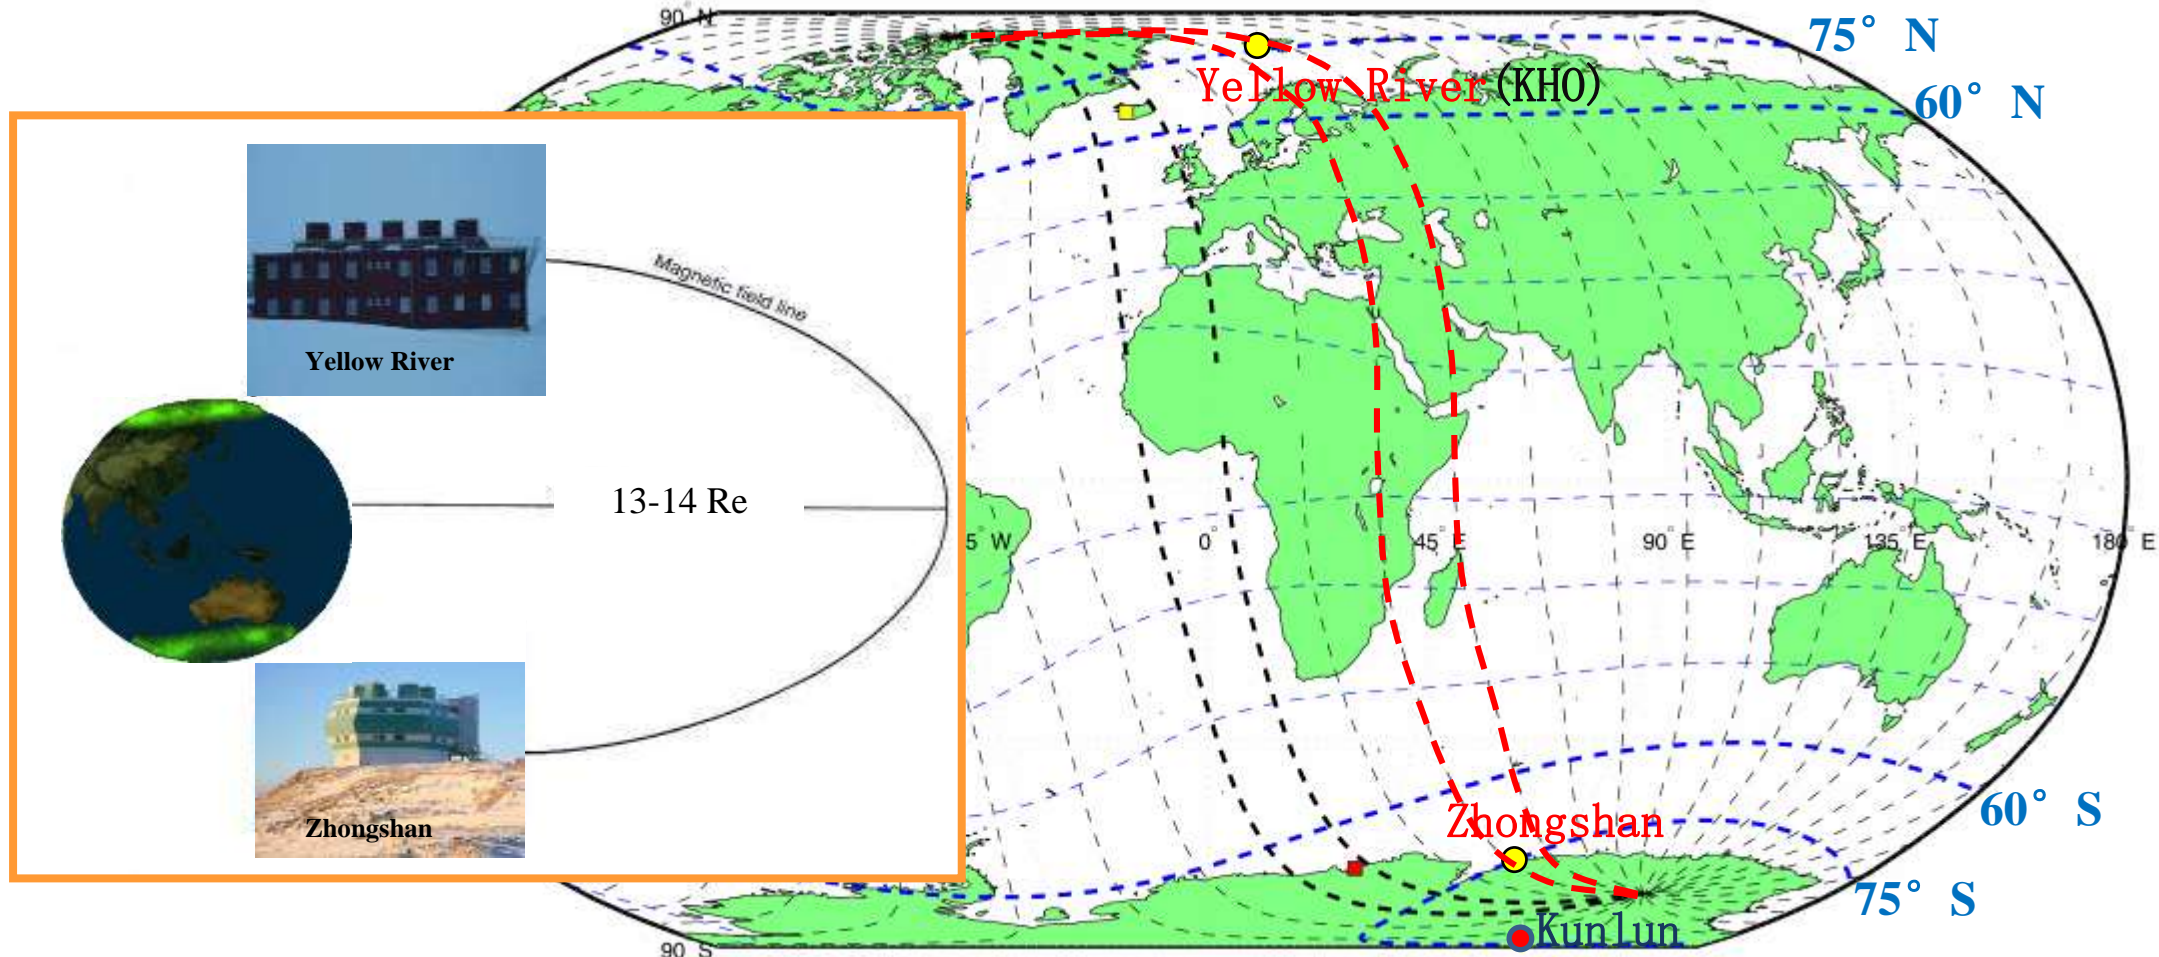 90° N
75° N
Yellow River (KHO)
60° N
Magnetic field line
Yellow River
13-14 Re
5° W
0°
45° E
90° E
135° E
180° E
Zhongshan
60° S
Zhongshan
75° S
Kunlun
90° S